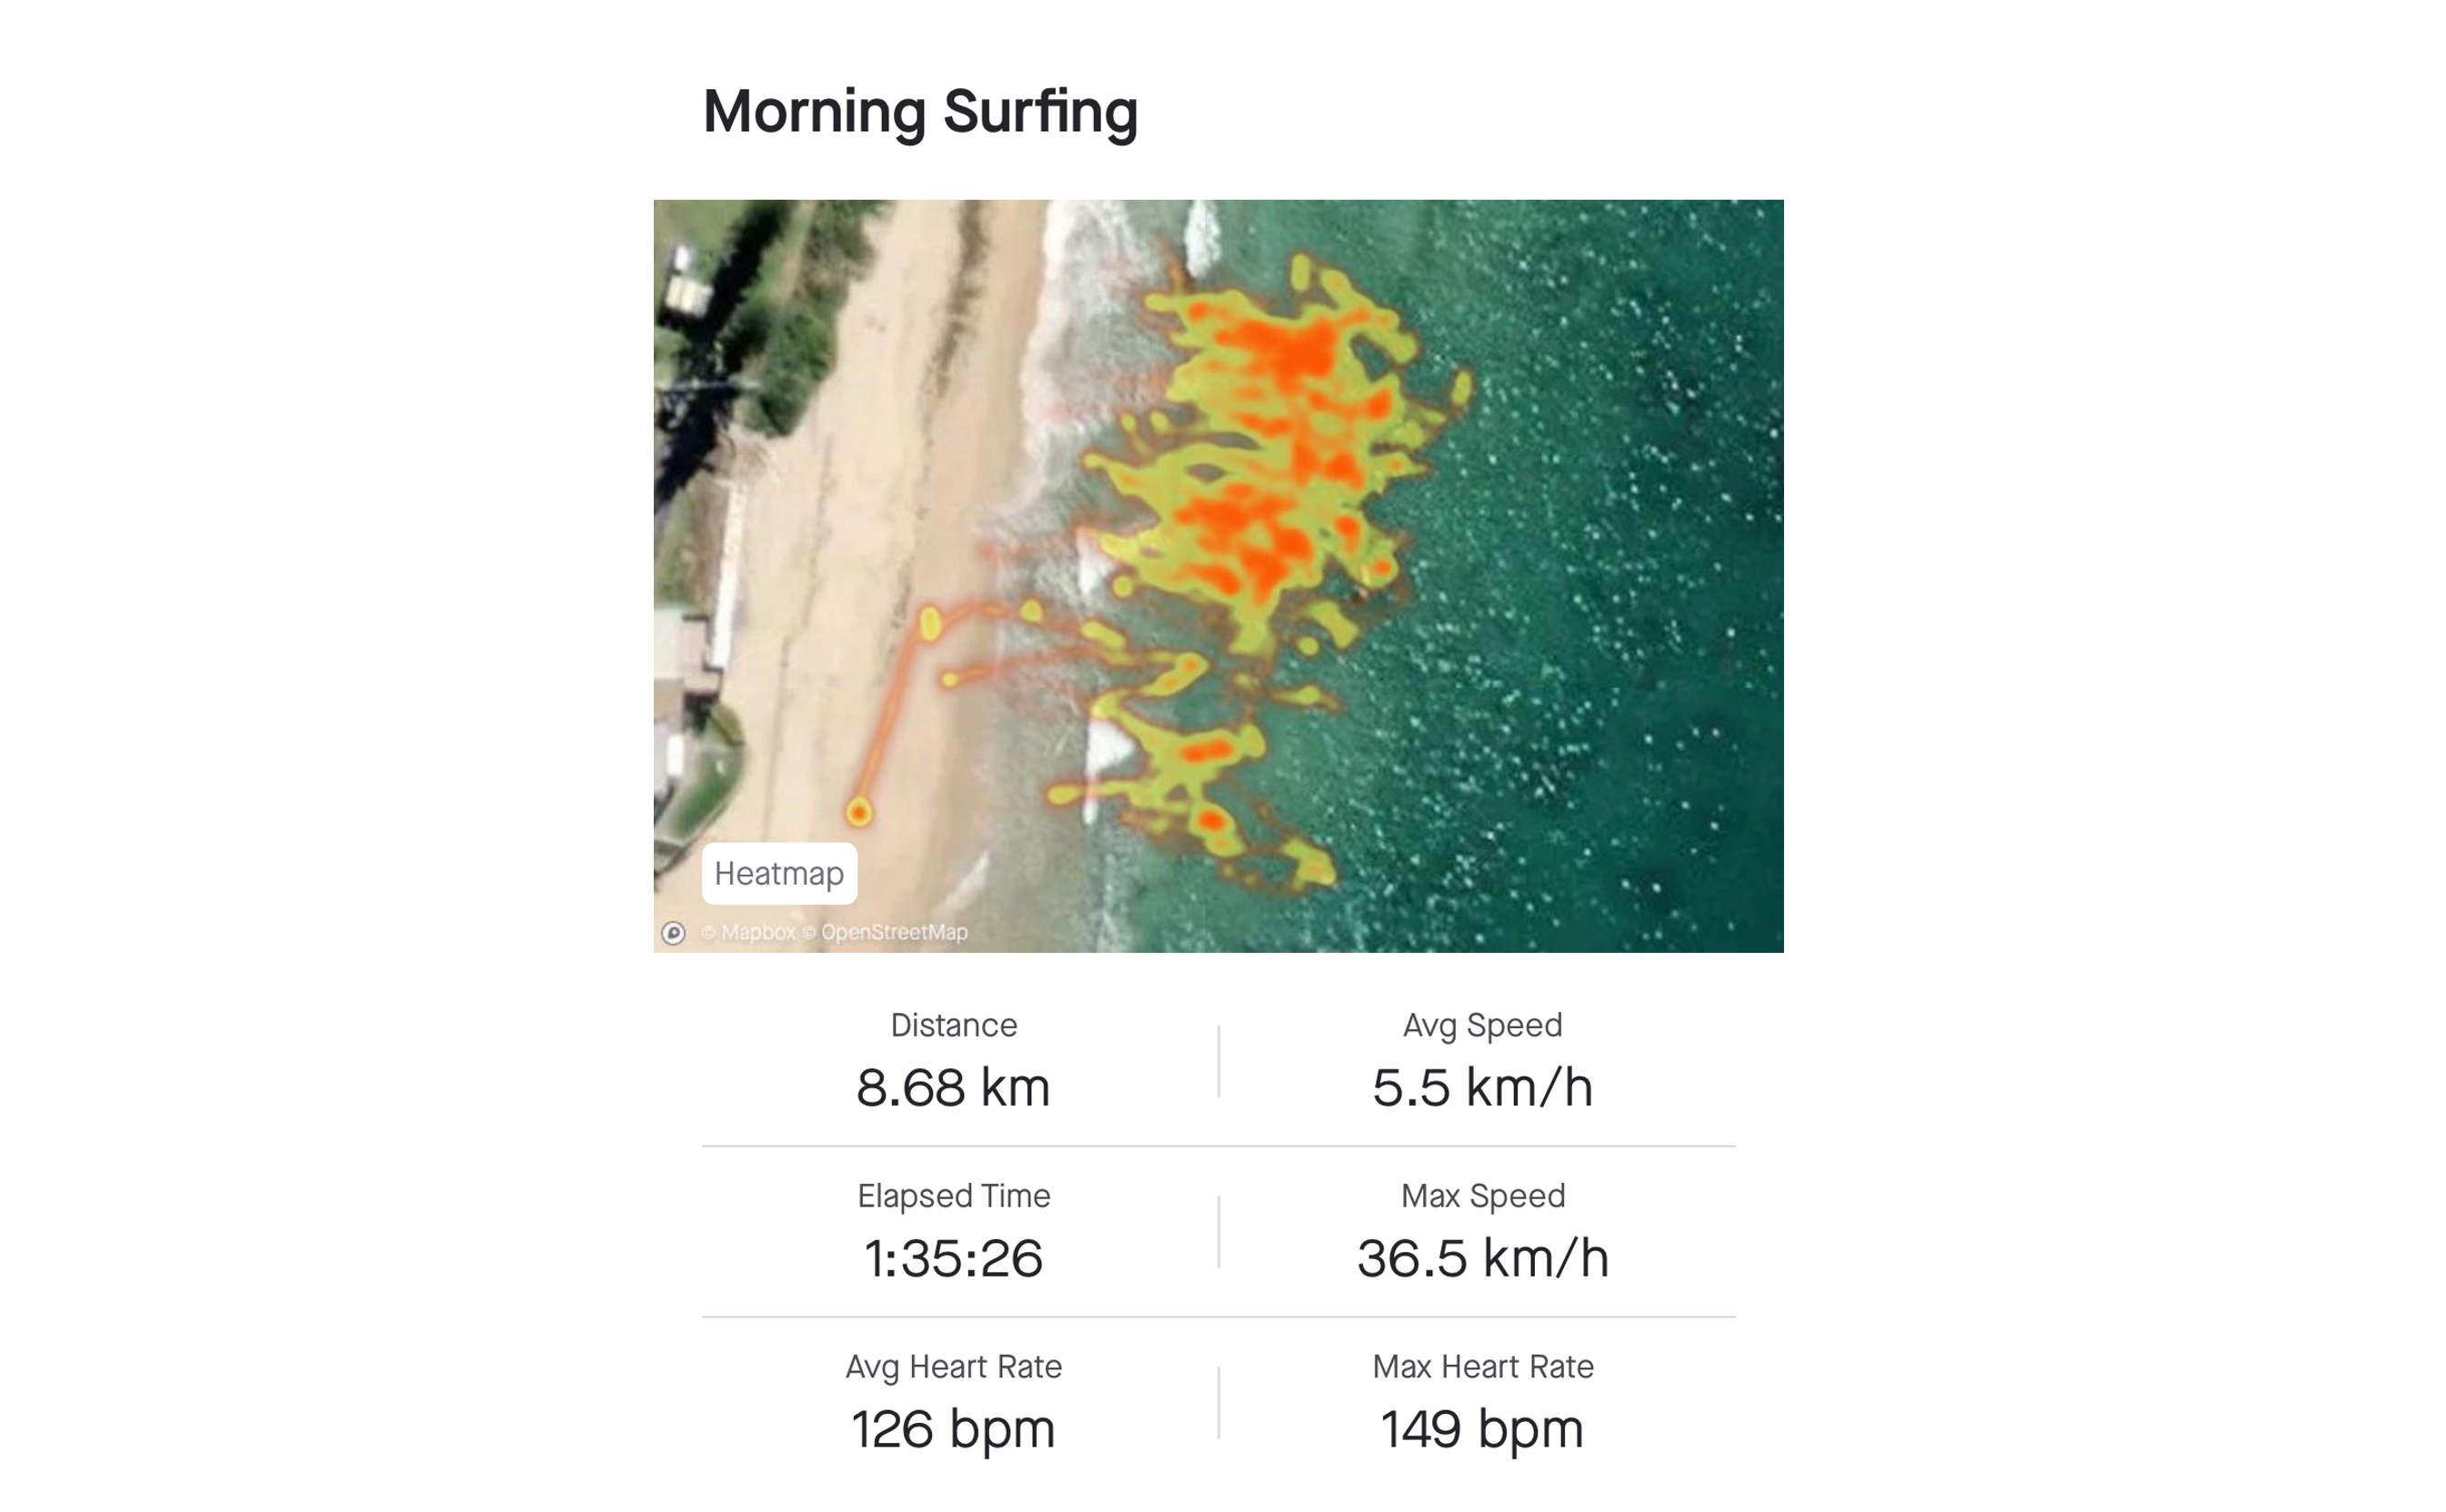 Morning Surfing
Heatmap
© Mapbox © OpenStreetMap
Distance
8.68 km
Avg Speed
5.5 km/h
Elapsed Time
1:35:26
Max Speed
36.5 km/h
Avg Heart Rate
126 bpm
Max Heart Rate
149 bpm